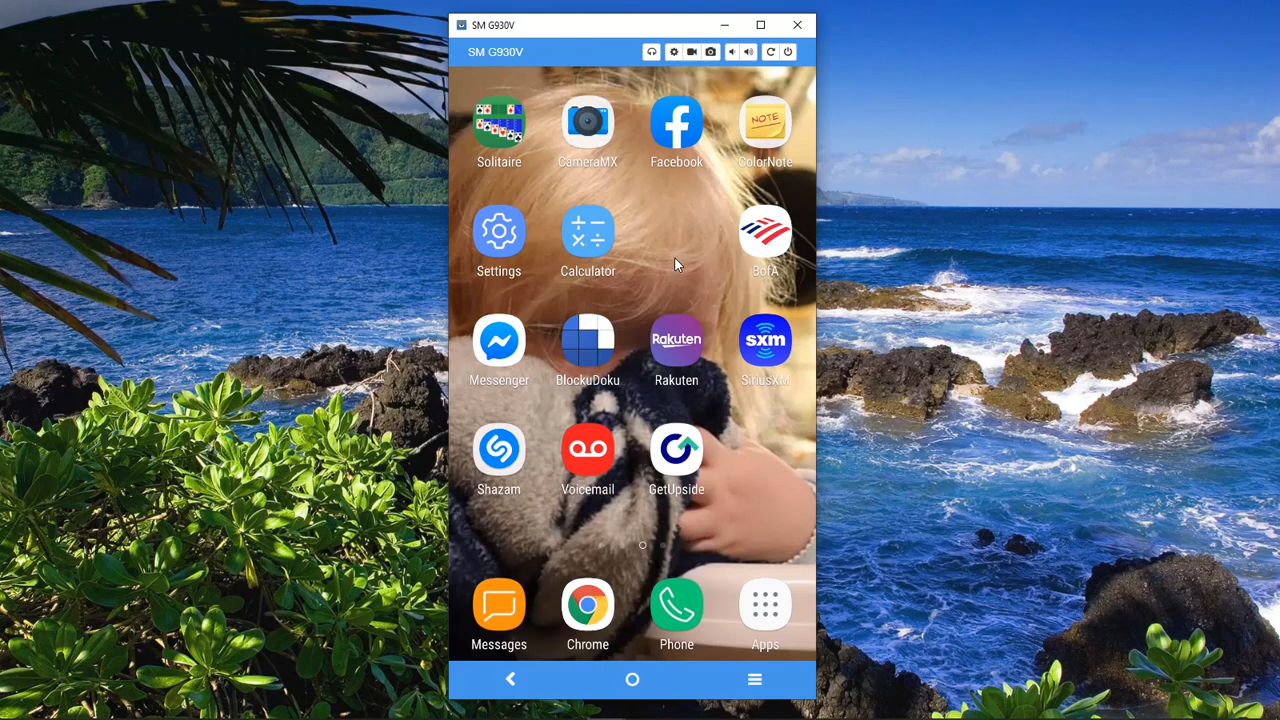 SM G930V
SM G930V
NOTE
Solitaire CameraMX Facebook ColorNote
Settings Calculator BofA
Rakuten sxm
Messenger BlockuDoku Rakuten SiriusXM
Shazam Voicemail GetUpside
Messages Chrome Phone Apps